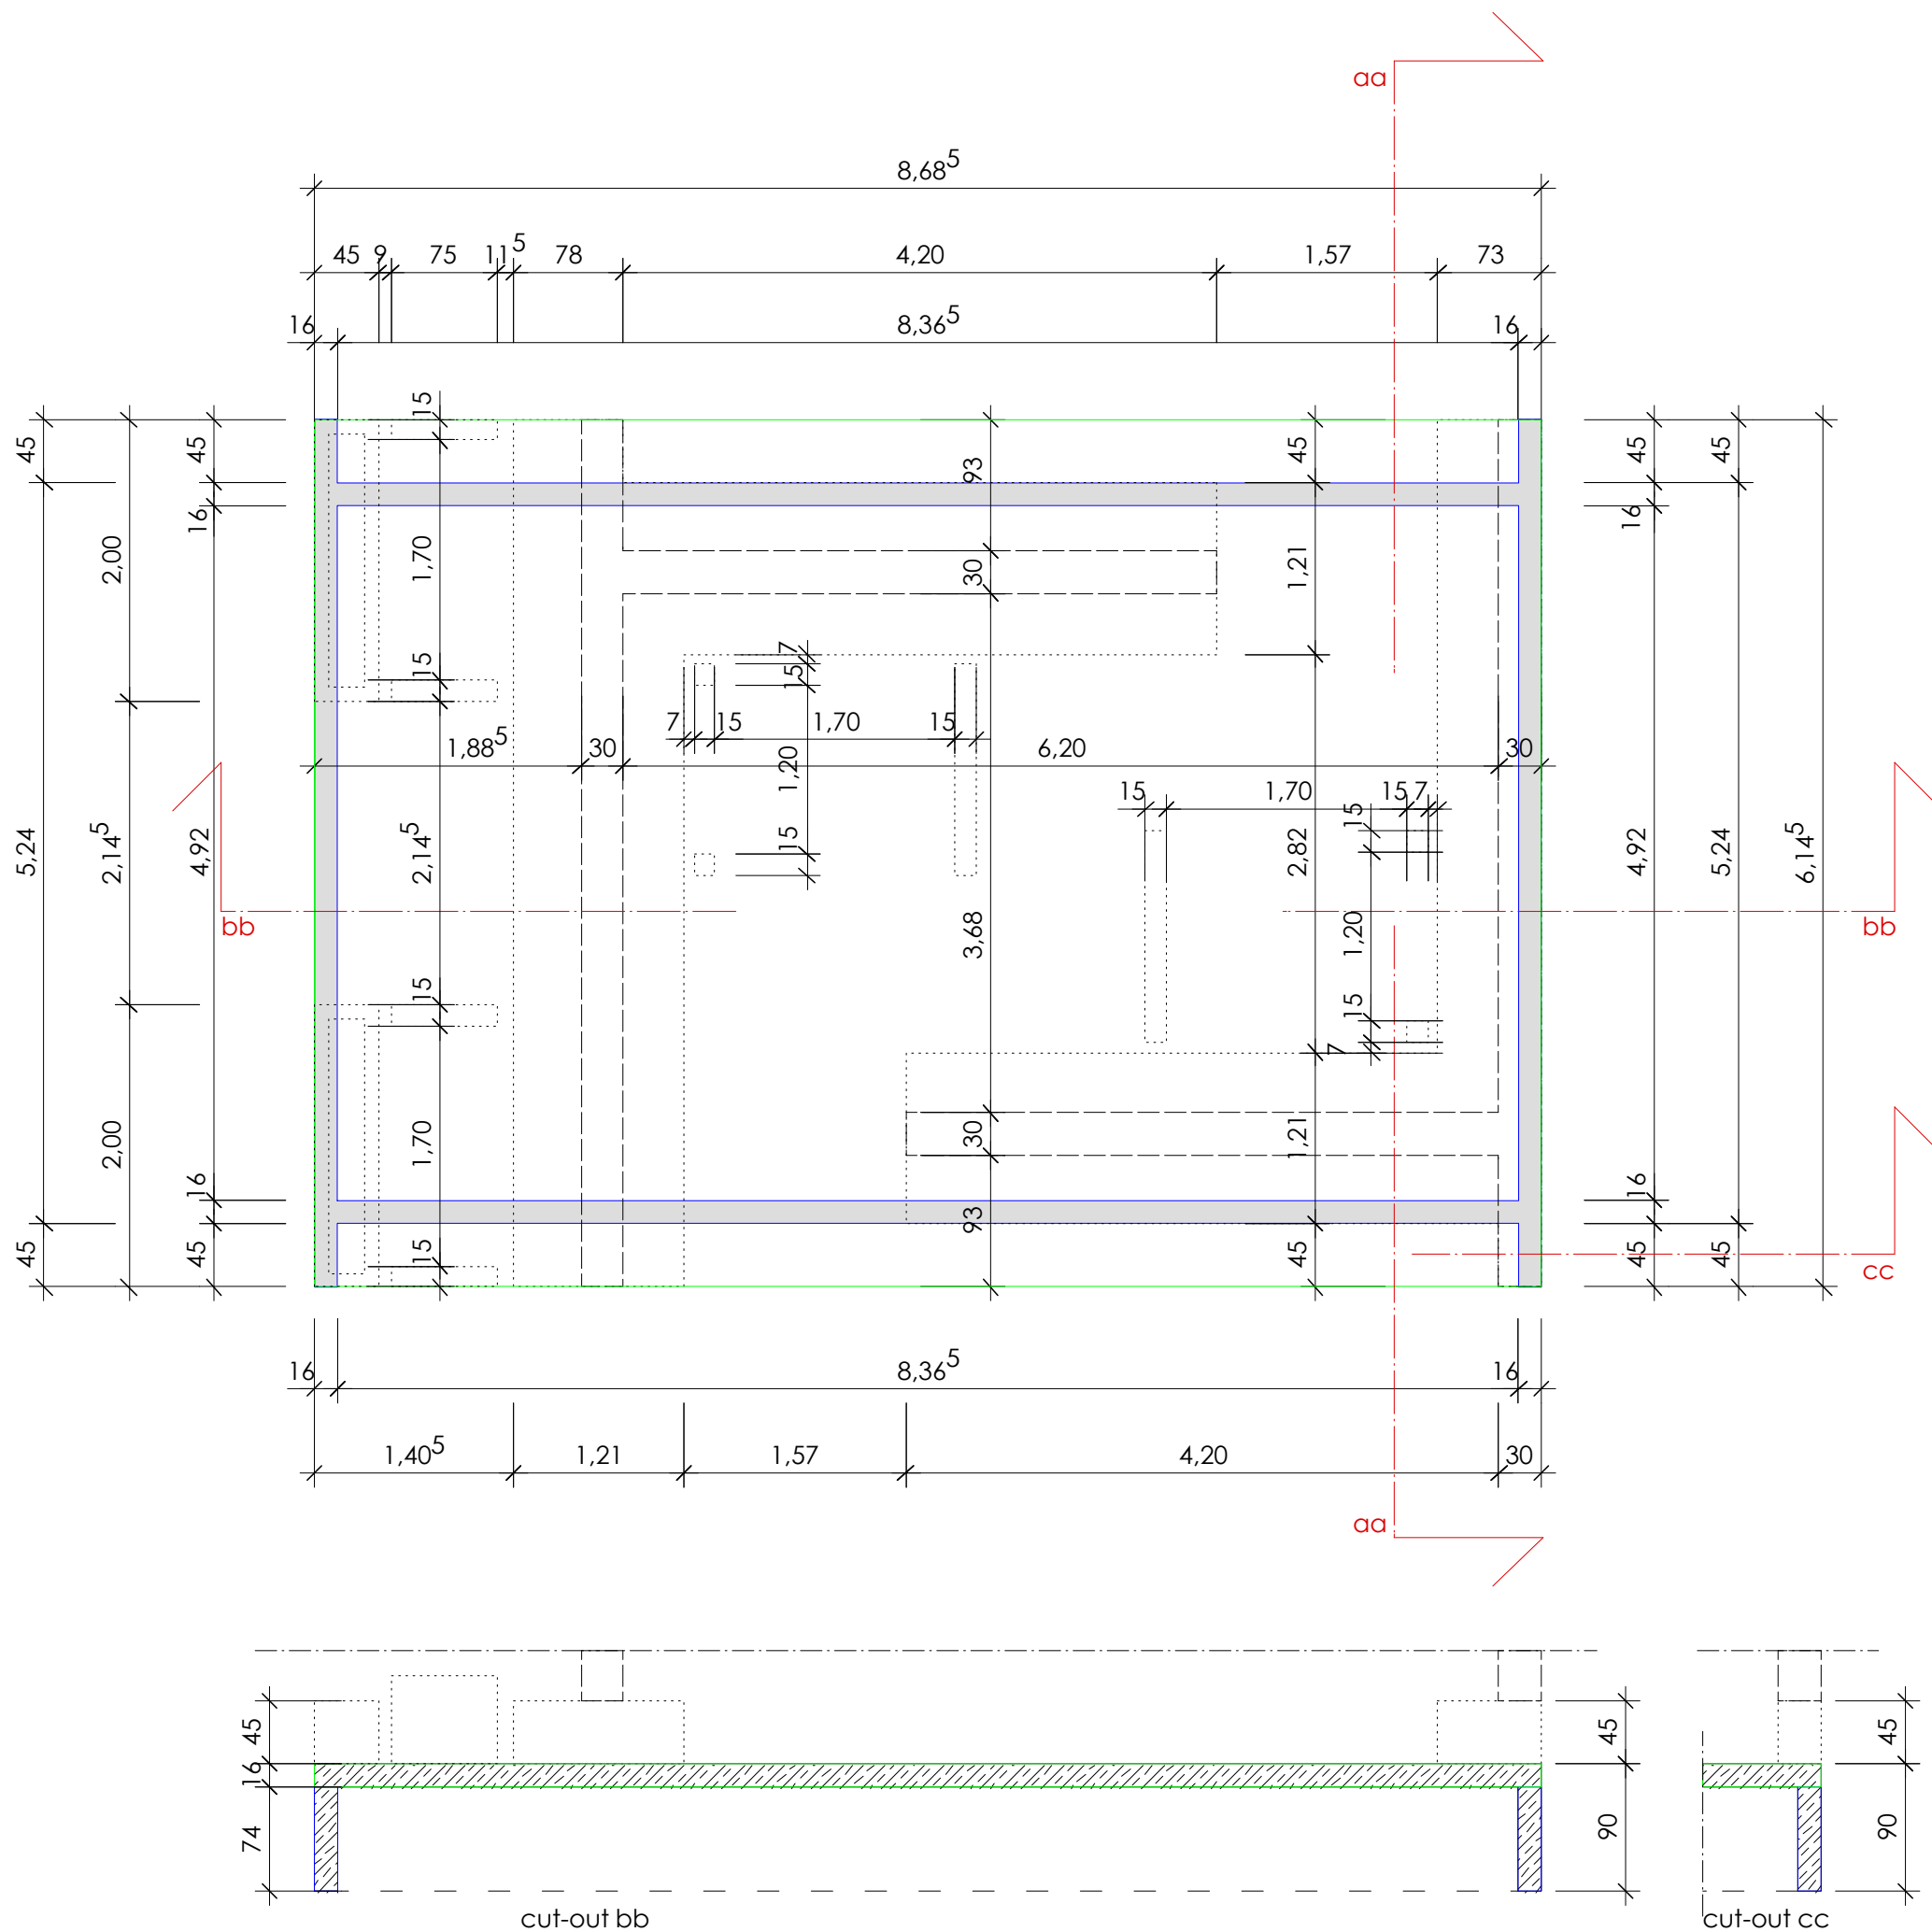 aa
8,68⁵
45 9 75 11⁵ 78 4,20 1,57 73
16 8,36⁵ 16
15
45 45 93 45 45 45
16 16
2,00 1,70 30 1,21
7
15 15
7 15 1,70 15
1,88⁵ 30 6,20 30
1,20
15 1,70 15 7
15
5,24 2,14⁵ 4,92 2,14⁵ 15 2,82 4,92 5,24 6,14⁵
bb 3,68 1,20 bb
15 15
7
2,00 1,70 30 1,21
16 16
93
45 45 15 45 45 45
cc
16 8,36⁵ 16
1,40⁵ 1,21 1,57 4,20 30
aa
45 45 45
16
74 90 90
cut-out bb cut-out cc